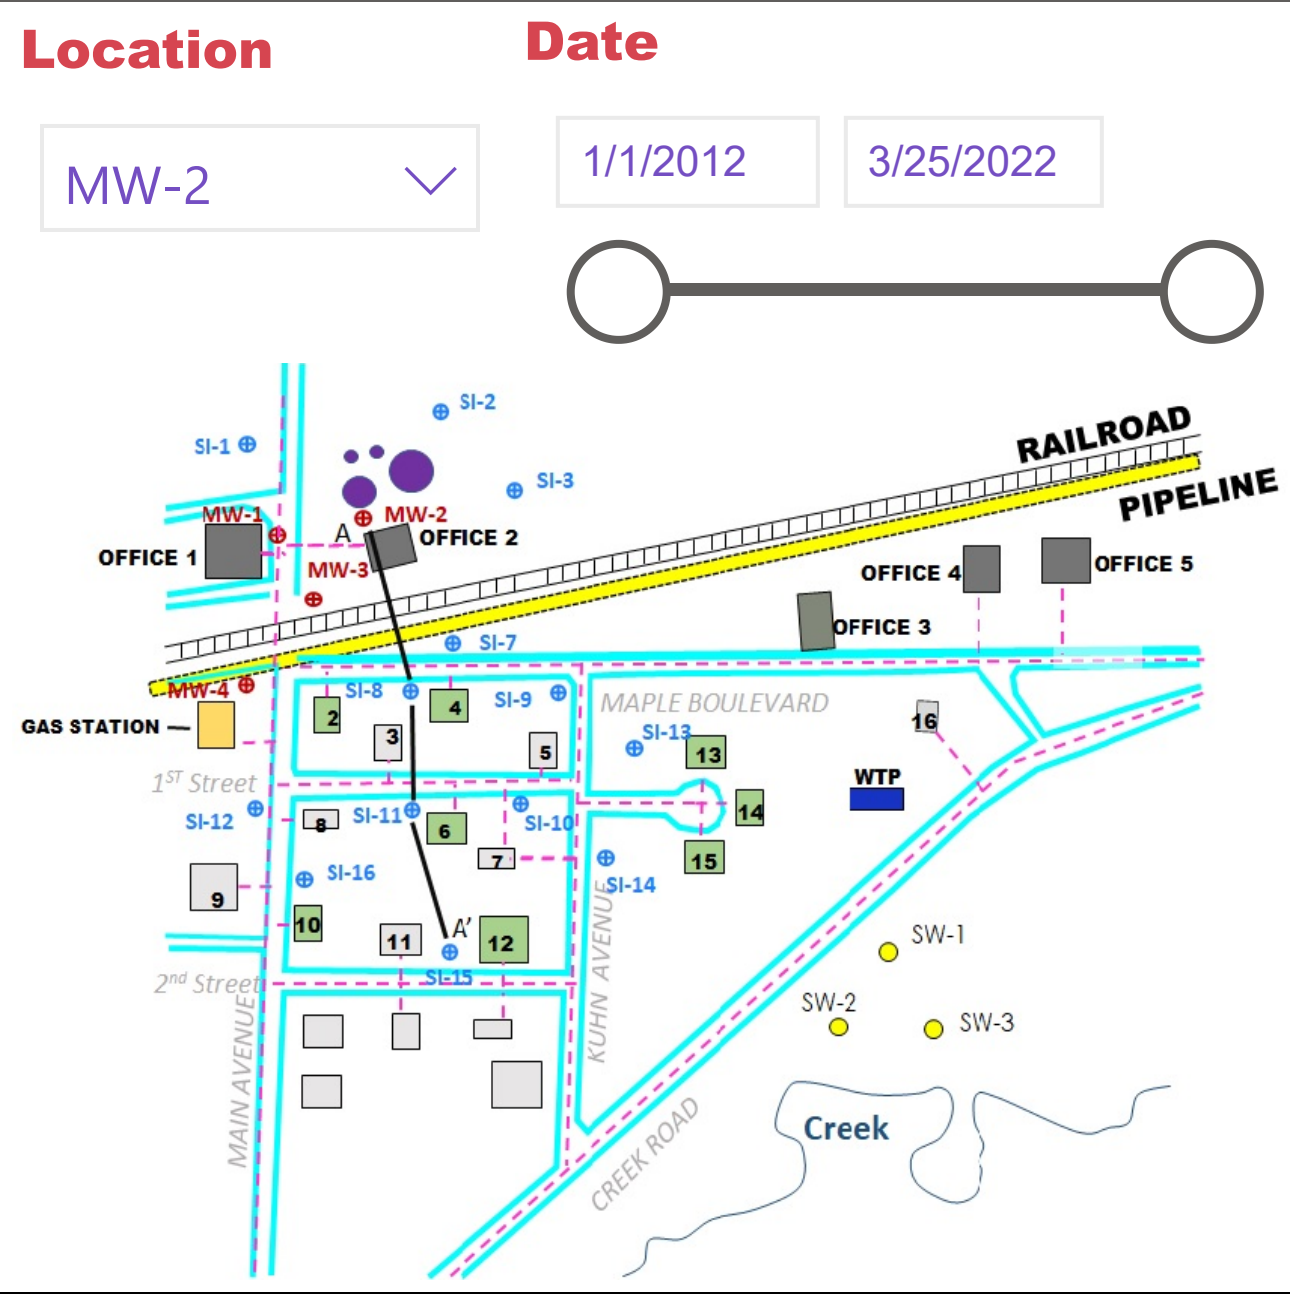 Location
Date
MW-2
1/1/2012
3/25/2022
SI-2
SI-1
RAILROAD
SI-3
PIPELINE
MW-1
MW-2
A
OFFICE 2
OFFICE 1
MW-3
OFFICE 4
OFFICE 5
OFFICE 3
SI-7
MW-4
SI-8
SI-9
MAPLE BOULEVARD
2
4
16
GAS STATION
3
SI-13
5
13
1ST Street
WTP
SI-12
8
SI-11
6
SI-10
14
7
15
SI-16
SI-14
9
10
A'
11
12
SW-1
SI-15
2nd Street
SW-2
SW-3
KUHN AVENUE
MAIN AVENUE
Creek
CREEK ROAD